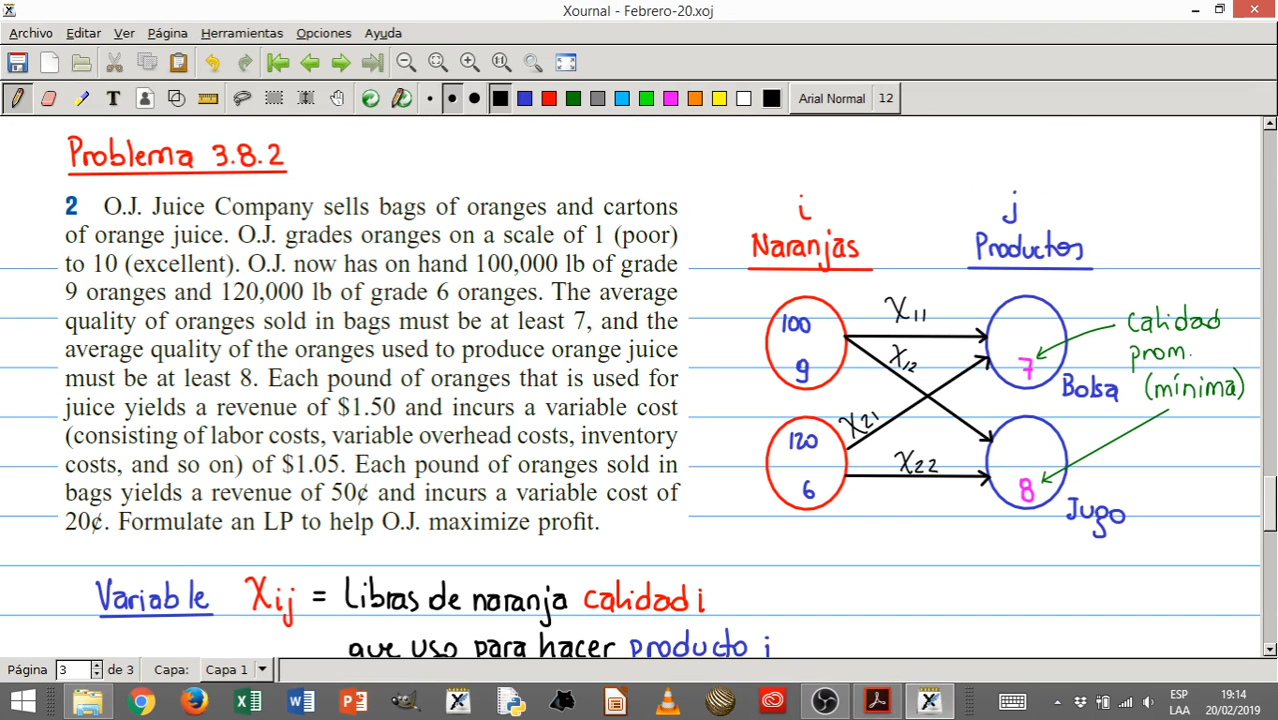 Xournal - Febrero-20.xoj
Archivo Editar Ver Página Herramientas Opciones Ayuda
Arial Normal 12
Problema 3.8.2
2 O.J. Juice Company sells bags of oranges and cartons
of orange juice. O.J. grades oranges on a scale of 1 (poor)
to 10 (excellent). O.J. now has on hand 100,000 lb of grade
9 oranges and 120,000 lb of grade 6 oranges. The average
quality of oranges sold in bags must be at least 7, and the
average quality of the oranges used to produce orange juice
must be at least 8. Each pound of oranges that is used for
juice yields a revenue of $1.50 and incurs a variable cost
(consisting of labor costs, variable overhead costs, inventory
costs, and so on) of $1.05. Each pound of oranges sold in
bags yields a revenue of 50¢ and incurs a variable cost of
20¢. Formulate an LP to help O.J. maximize profit.
i
Naranjas
j
Productos
100
9
120
6
X11
X12
X21
X22
7
Bolsa
8
Jugo
calidad
prom.
(mínima)
Variable Xij = Libras de naranja calidad i
que uso para hacer producto j
Página 3 de 3 Capa: Capa 1
ESP
LAA
19:14
20/02/2019